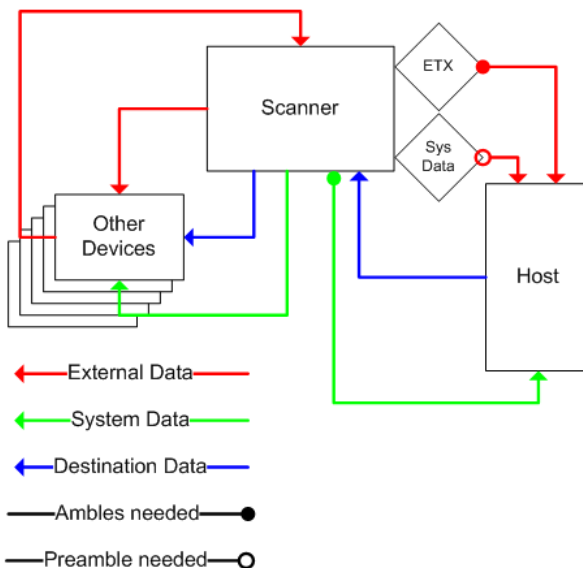 ETX
Scanner
Sys
Data
Other
Devices
Host
External Data
System Data
Destination Data
Ambles needed
Preamble needed